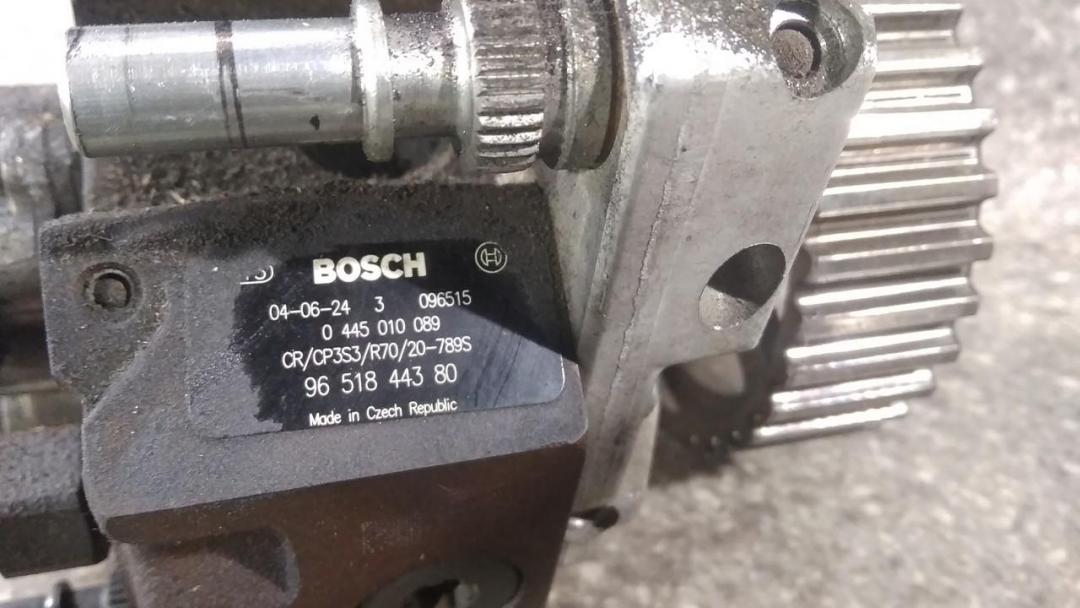 BOSCH
04-06-24 3 096515
0 445 010 089
CR/CP3S3/R70/20-789S
96 518 443 80
Made in Czech Republic